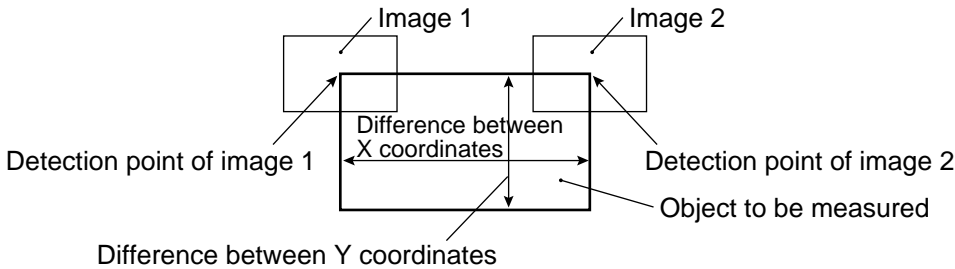 Image 1
Image 2
Difference between
X coordinates
Detection point of image 1
Detection point of image 2
Object to be measured
Difference between Y coordinates